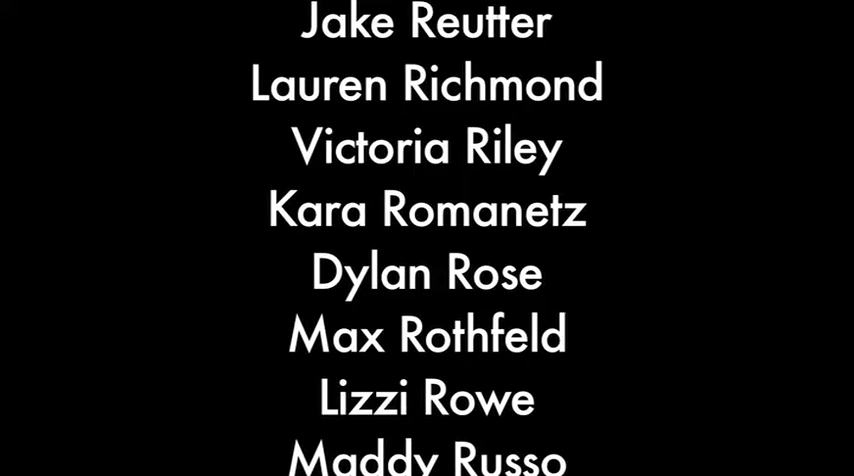 Jake Reutter
Lauren Richmond
Victoria Riley
Kara Romanetz
Dylan Rose
Max Rothfeld
Lizzi Rowe
Maddy Russo